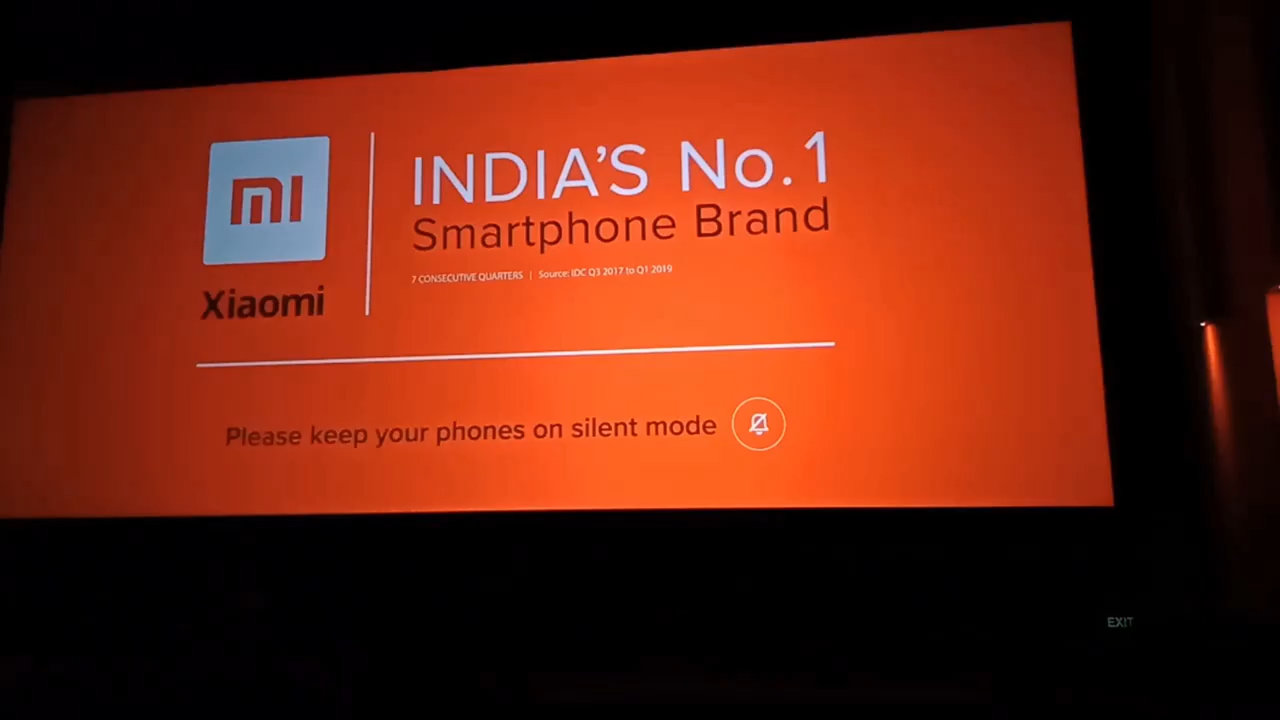 mi
Xiaomi
INDIA'S No.1
Smartphone Brand
7 CONSECUTIVE QUARTERS | Source: IDC Q3 2017 to Q1 2019
Please keep your phones on silent mode
EXIT